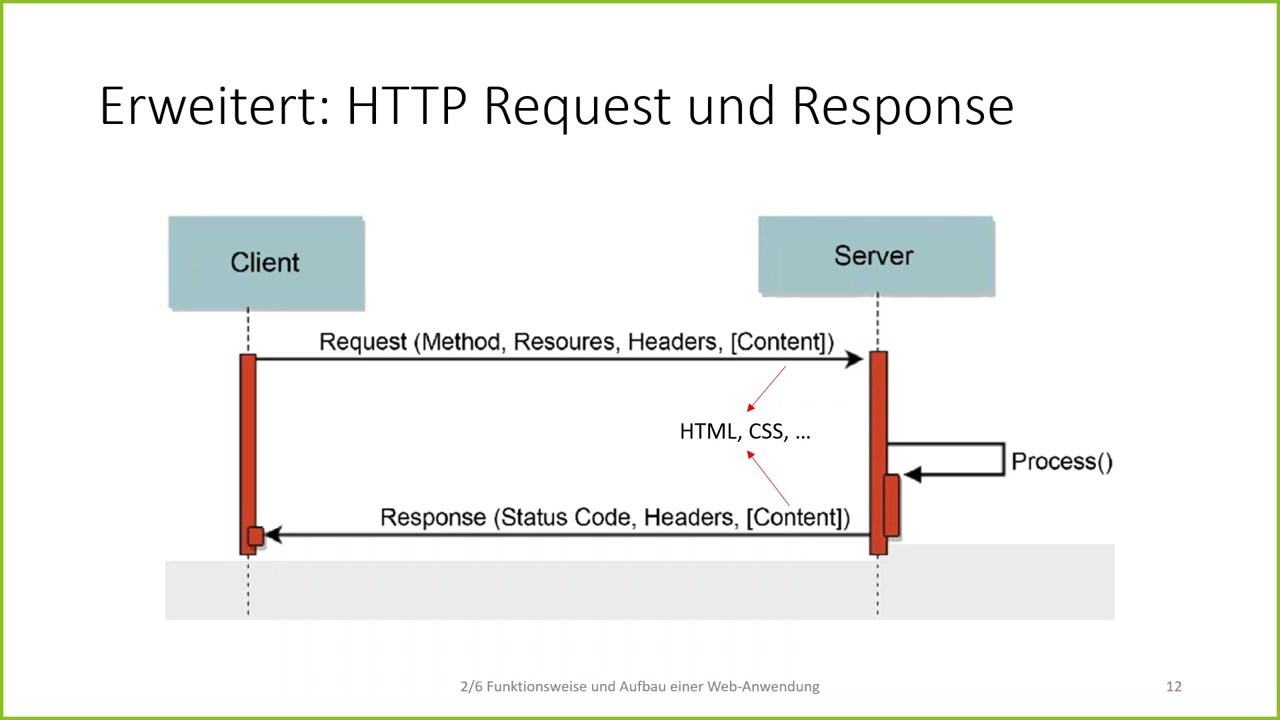 Erweitert: HTTP Request und Response
Client
Server
Request (Method, Resoures, Headers, [Content])
HTML, CSS, ...
Process()
Response (Status Code, Headers, [Content])
2/6 Funktionsweise und Aufbau einer Web-Anwendung
12